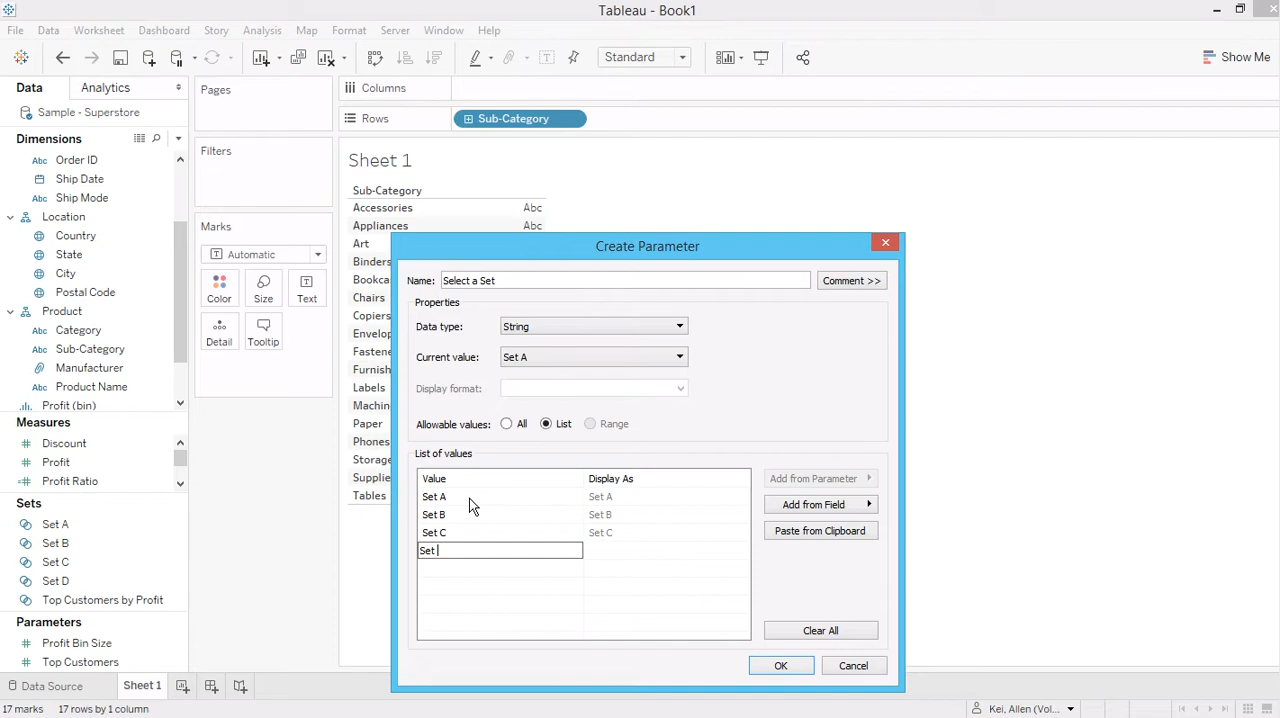 Tableau - Book1
File Data Worksheet Dashboard Story Analysis Map Format Server Window Help
Standard
Show Me
Data
Analytics
Sample - Superstore
Dimensions
Abc Order ID
Ship Date
Abc Ship Mode
Location
Country
State
City
Postal Code
Product
Abc Category
Abc Sub-Category
Manufacturer
Abc Product Name
Profit (bin)
Measures
# Discount
# Profit
# Profit Ratio
Sets
Set A
Set B
Set C
Set D
Top Customers by Profit
Parameters
# Profit Bin Size
# Top Customers
Pages
Filters
Marks
T Automatic
Color
Size
T Text
Detail
Tooltip
Columns
Rows
Sub-Category
Sheet 1
Sub-Category
Accessories Abc
Appliances Abc
Art
Binders
Bookca
Chairs
Copiers
Envelop
Fastene
Furnish
Labels
Machin
Paper
Phones
Storage
Supplie
Tables
Create Parameter
Name: Select a Set
Comment >>
Properties
Data type: String
Current value: Set A
Display format:
Allowable values: All List Range
List of values
Value Display As
Set A Set A
Set B Set B
Set C Set C
Set
Add from Parameter
Add from Field
Paste from Clipboard
Clear All
OK
Cancel
Data Source
Sheet 1
17 marks 17 rows by 1 column
Kei, Allen (Vol...